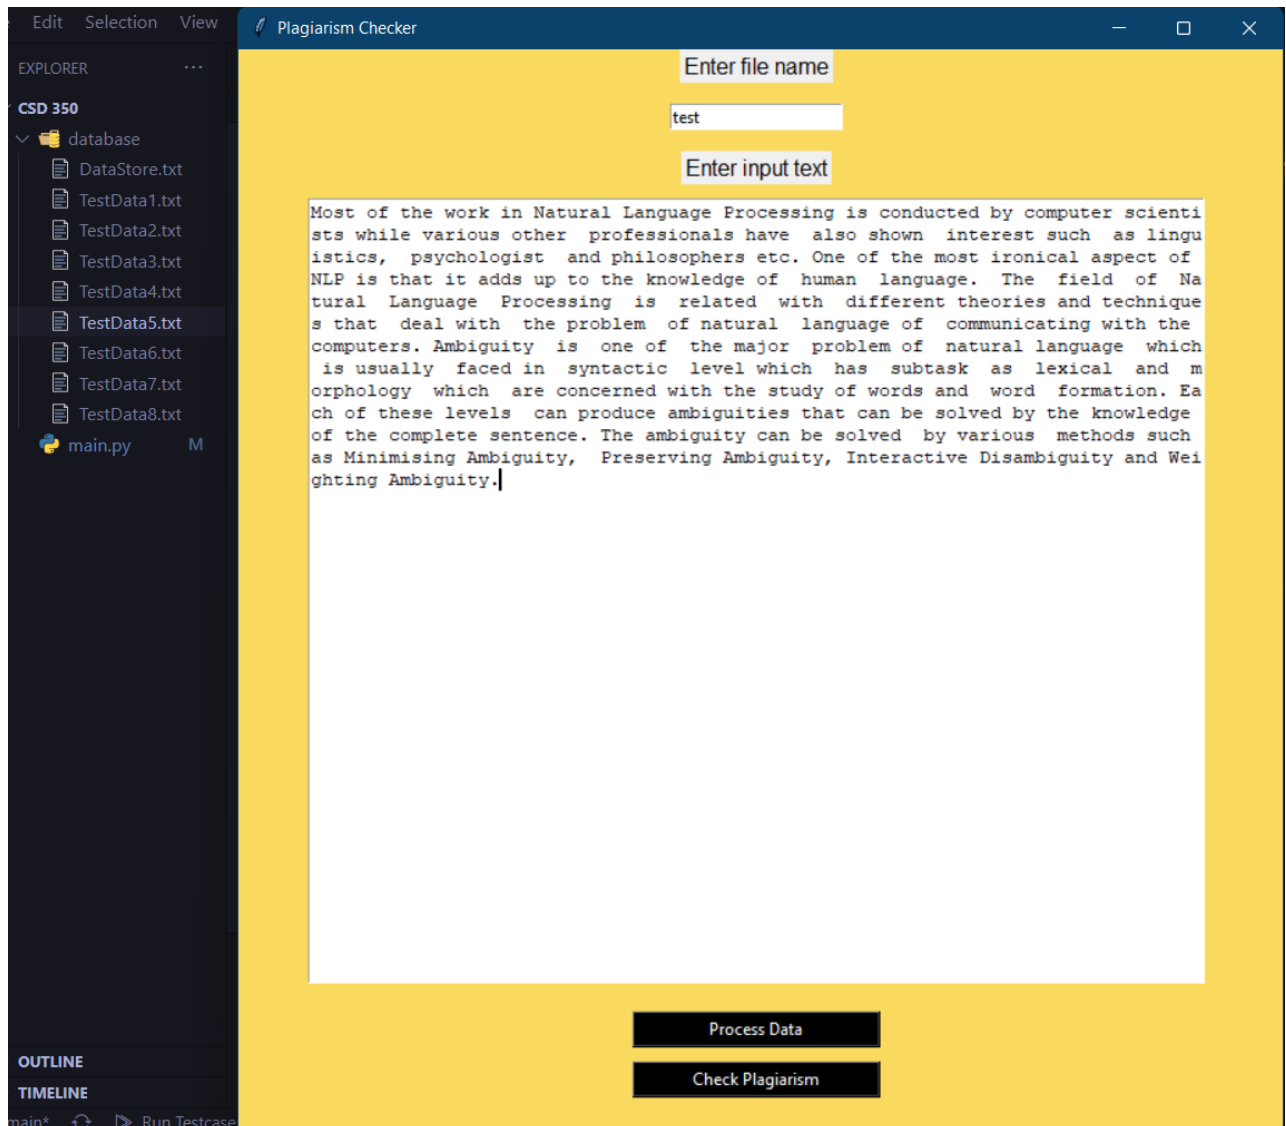 Edit Selection View
Plagiarism Checker
EXPLORER ...
CSD 350
database
DataStore.txt
TestData1.txt
TestData2.txt
TestData3.txt
TestData4.txt
TestData5.txt
TestData6.txt
TestData7.txt
TestData8.txt
main.py M
OUTLINE
TIMELINE
main* Run Testcase
Enter file name
test
Enter input text
Most of the work in Natural Language Processing is conducted by computer scienti
sts while various other  professionals have  also shown  interest such  as lingu
istics,  psychologist  and philosophers etc. One of the most ironical aspect of
NLP is that it adds up to the knowledge of  human  language.  The  field  of  Na
tural  Language  Processing  is  related  with  different theories and technique
s that  deal with  the problem  of natural  language of  communicating with the
computers. Ambiguity  is  one of  the major  problem of  natural language  which
 is usually  faced in  syntactic  level which  has  subtask  as  lexical  and  m
orphology  which  are concerned with the study of words and  word  formation. Ea
ch of these levels  can produce ambiguities that can be solved by the knowledge
of the complete sentence. The ambiguity can be solved  by various  methods such
as Minimising Ambiguity,  Preserving Ambiguity, Interactive Disambiguity and Wei
ghting Ambiguity.
Process Data
Check Plagiarism